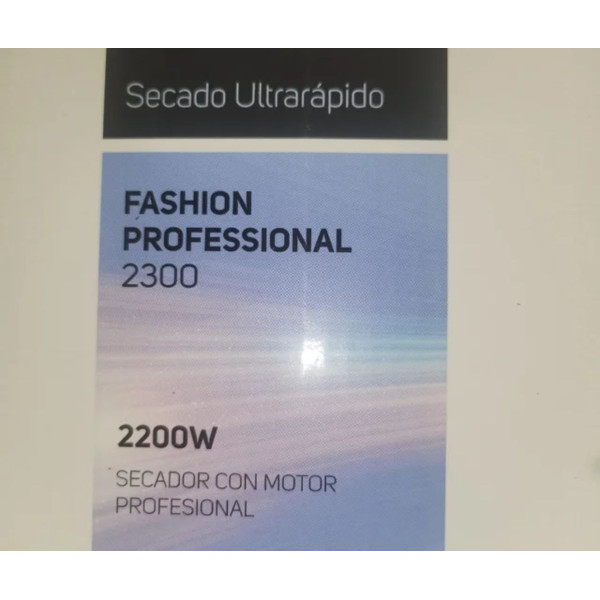 Secado Ultrarápido
FASHION
PROFESSIONAL
2300
2200W
SECADOR CON MOTOR
PROFESIONAL